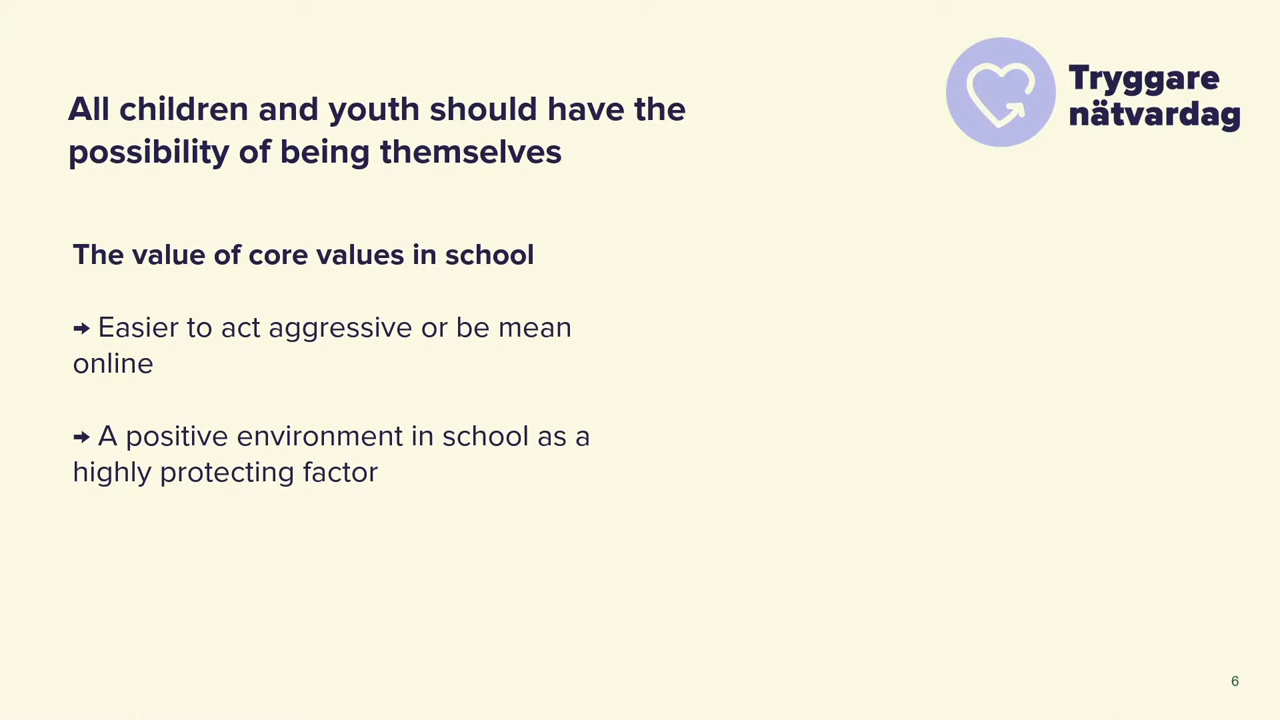 Tryggare
nätvardag
All children and youth should have the
possibility of being themselves
The value of core values in school
→ Easier to act aggressive or be mean
online
→ A positive environment in school as a
highly protecting factor
6